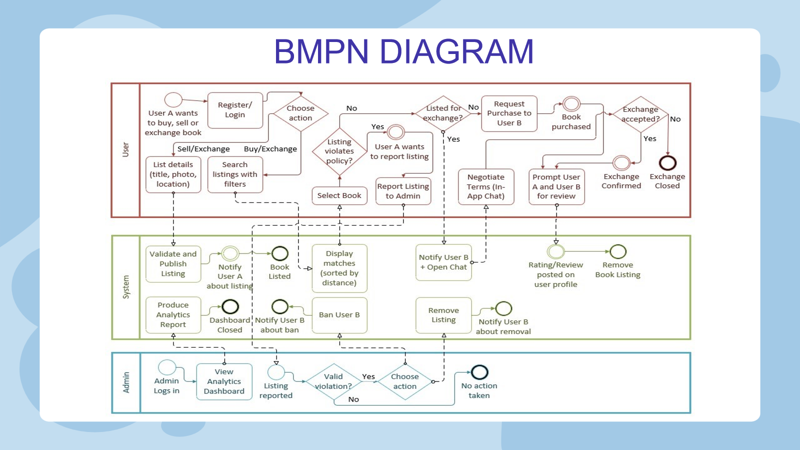 BMPN DIAGRAM
User
User A wants
to buy, sell or
exchange book
Register/
Login
Choose
action
Sell/Exchange
Buy/Exchange
List details
(title, photo,
location)
Search
listings with
filters
No
Listing
violates
policy?
Select Book
Yes
User A wants
to report listing
Report Listing
to Admin
Listed for
exchange?
No
Yes
Request
Purchase to
User B
Book
purchased
Negotiate
Terms (In-
App Chat)
Exchange
accepted?
Yes
No
Prompt User
A and User B
for review
Exchange
Confirmed
Exchange
Closed
System
Validate and
Publish
Listing
Notify
User A
about listing
Book
Listed
Display
matches
(sorted by
distance)
Notify User B
+ Open Chat
Rating/Review
posted on
user profile
Remove
Book Listing
Produce
Analytics
Report
Dashboard
Closed
Notify User B
about ban
Ban User B
Remove
Listing
Notify User B
about removal
Admin
Admin
Logs in
View
Analytics
Dashboard
Listing
reported
Valid
violation?
Yes
No
Choose
action
No action
taken